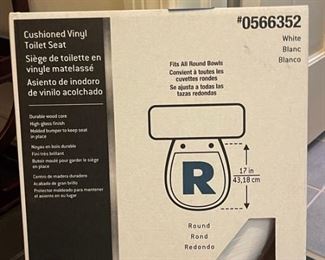 Cushioned Vinyl
Toilet Seat
Siège de toilette en
vinyle matelassé
Asiento de inodoro
de vinilo acolchado
Durable wood core
High gloss finish
Molded bumper to keep seat
in place
Noyau en bois durable
Fini très brillant
Butoir moulé pour garder le siège
en place
Centro de madera duradero
Acabado de gran brillo
Protector moldeado para mantener
el asiento en su lugar
#0566352
White
Blanc
Blanco
Fits All Round Bowls
Convient à toutes les
cuvettes rondes
Se ajusta a todas las
tazas redondas
R
17 in
43,18 cm
Round
Rond
Redondo